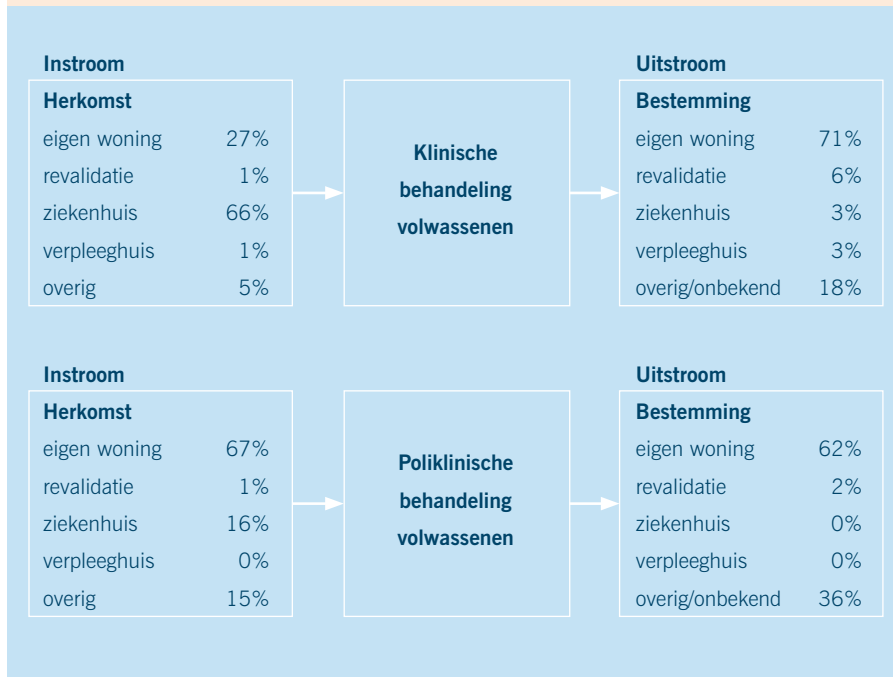 Instroom
Herkomst
eigen woning 27%
revalidatie 1%
ziekenhuis 66%
verpleeghuis 1%
overig 5%
Klinische
behandeling
volwassenen
Uitstroom
Bestemming
eigen woning 71%
revalidatie 6%
ziekenhuis 3%
verpleeghuis 3%
overig/onbekend 18%
Instroom
Herkomst
eigen woning 67%
revalidatie 1%
ziekenhuis 16%
verpleeghuis 0%
overig 15%
Poliklinische
behandeling
volwassenen
Uitstroom
Bestemming
eigen woning 62%
revalidatie 2%
ziekenhuis 0%
verpleeghuis 0%
overig/onbekend 36%